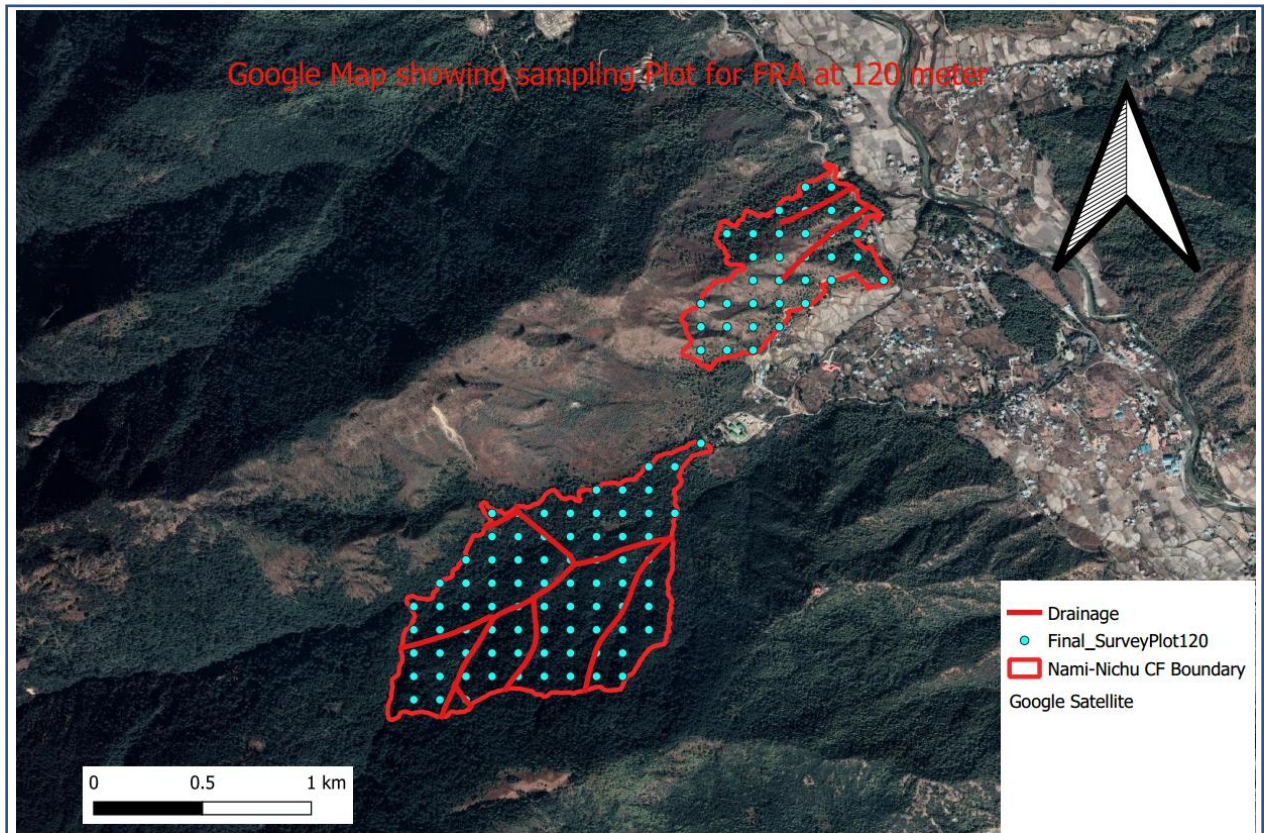 Google Map showing sampling Plot for FRA at 120 meter
Drainage
Final_SurveyPlot120
Nami-Nichu CF Boundary
Google Satellite
0 0.5 1 km